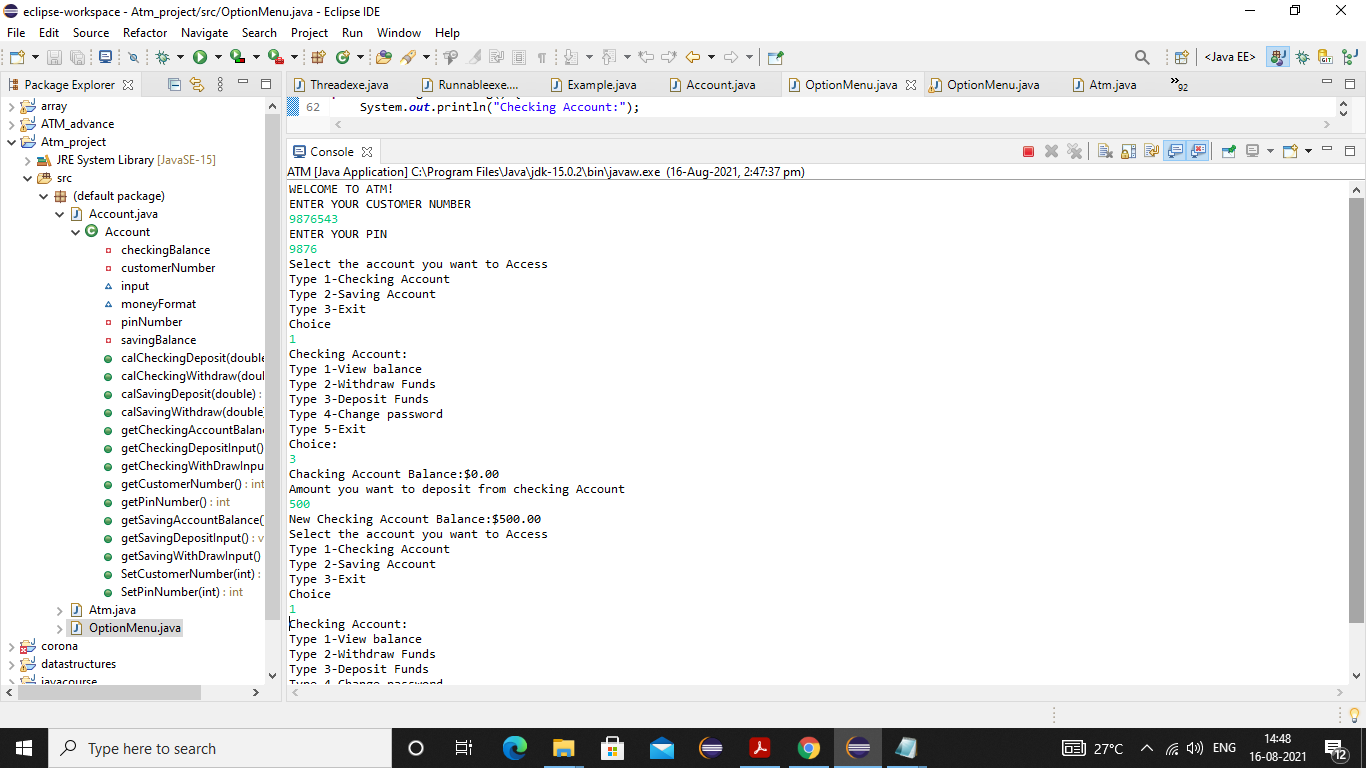 eclipse-workspace - Atm_project/src/OptionMenu.java - Eclipse IDE
File Edit Source Refactor Navigate Search Project Run Window Help
<Java EE>
GIT
Package Explorer
array
ATM_advance
Atm_project
JRE System Library [JavaSE-15]
src
(default package)
Account.java
Account
checkingBalance
customerNumber
input
moneyFormat
pinNumber
savingBalance
calCheckingDeposit(double
calCheckingWithdraw(doul
calSavingDeposit(double) :
calSavingWithdraw(double
getCheckingAccountBalan
getCheckingDepositInput()
getCheckingWithDrawInpu
getCustomerNumber() : int
getPinNumber() : int
getSavingAccountBalance(
getSavingDepositInput() : v
getSavingWithDrawInput()
SetCustomerNumber(int) :
SetPinNumber(int) : int
Atm.java
OptionMenu.java
corona
datastructures
javacourse
Threadexe.java Runnableexe.... Example.java Account.java OptionMenu.java OptionMenu.java Atm.java »92
62 System.out.println("Checking Account:");
Console
ATM [Java Application] C:\Program Files\Java\jdk-15.0.2\bin\javaw.exe (16-Aug-2021, 2:47:37 pm)
WELCOME TO ATM!
ENTER YOUR CUSTOMER NUMBER
9876543
ENTER YOUR PIN
9876
Select the account you want to Access
Type 1-Checking Account
Type 2-Saving Account
Type 3-Exit
Choice
1
Checking Account:
Type 1-View balance
Type 2-Withdraw Funds
Type 3-Deposit Funds
Type 4-Change password
Type 5-Exit
Choice:
3
Chacking Account Balance:$0.00
Amount you want to deposit from checking Account
500
New Checking Account Balance:$500.00
Select the account you want to Access
Type 1-Checking Account
Type 2-Saving Account
Type 3-Exit
Choice
1
Checking Account:
Type 1-View balance
Type 2-Withdraw Funds
Type 3-Deposit Funds
Type 4-Change password
Type here to search
27°C
ENG
14:48
16-08-2021
12